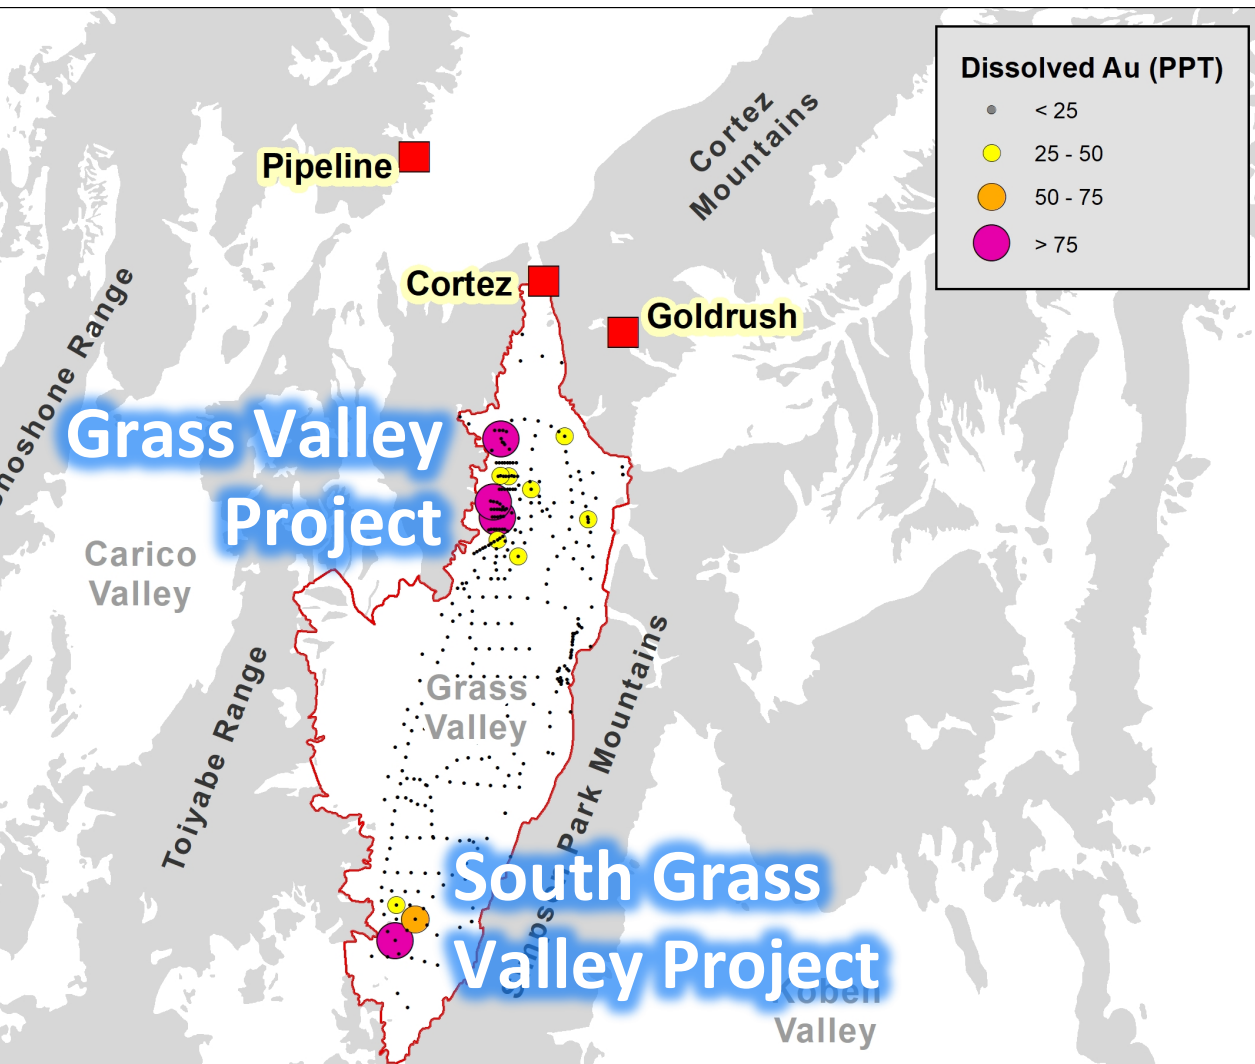 Dissolved Au (PPT)
< 25
25 - 50
50 - 75
> 75
Cortez
Mountains
Pipeline
Cortez
Goldrush
Range
Grass Valley
Project
Carico
Valley
Toiyabe Range
Grass
Valley
Park Mountains
South Grass
Valley Project
Valley